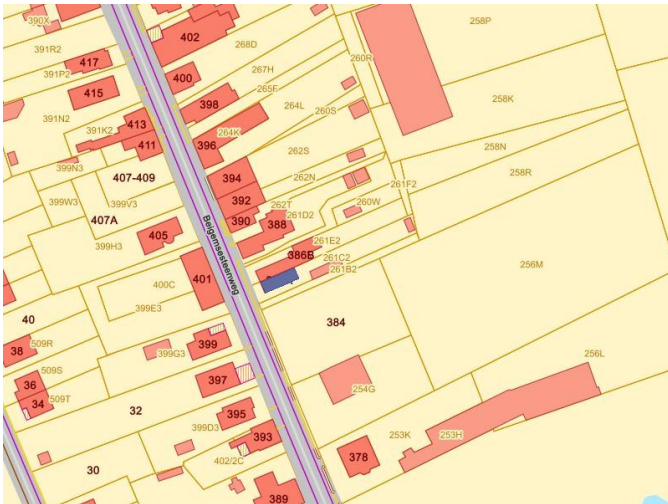 390X
402
258P
391R2
417
268D
260R
391P2
400
267H
415
265F
258K
398
264L
391N2
413
260S
391K2
264K
411
396
258N
262S
399N3
258R
407-409
394
262N
261F2
399W3
399V3
392
262T
260W
407A
390
261D2
388
405
399H3
261E2
386B
Beigemsesteenweg
261C2
256M
261B2
401
400C
399E3
40
384
509R
38
399
399G3
256L
509S
36
397
254G
34
509T
32
395
399D3
393
253K
253H
402/2C
378
30
389